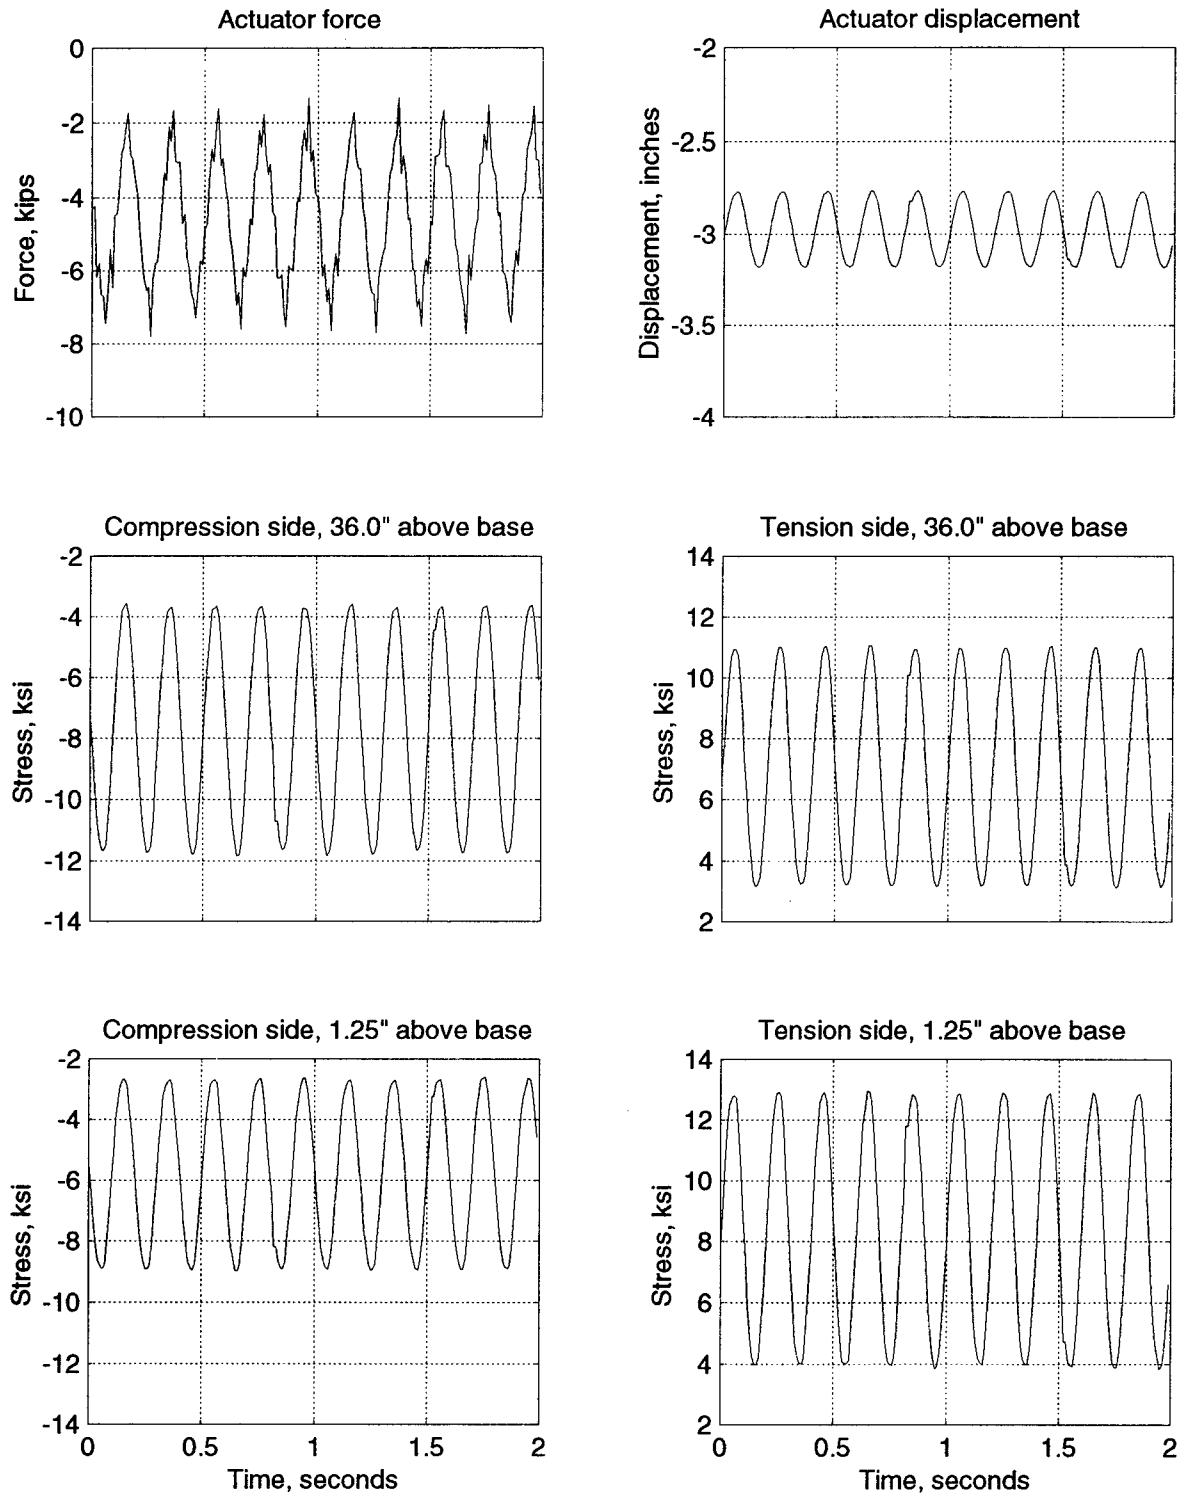 Actuator force
0
-2
-4
-6
-8
-10
Force, kips
Actuator displacement
-2
-2.5
-3
-3.5
-4
Displacement, inches
Compression side, 36.0" above base
-2
-4
-6
-8
-10
-12
-14
Stress, ksi
Tension side, 36.0" above base
14
12
10
8
6
4
2
Stress, ksi
Compression side, 1.25" above base
-2
-4
-6
-8
-10
-12
-14
Stress, ksi
0 0.5 1 1.5 2
Time, seconds
Tension side, 1.25" above base
14
12
10
8
6
4
2
Stress, ksi
0 0.5 1 1.5 2
Time, seconds